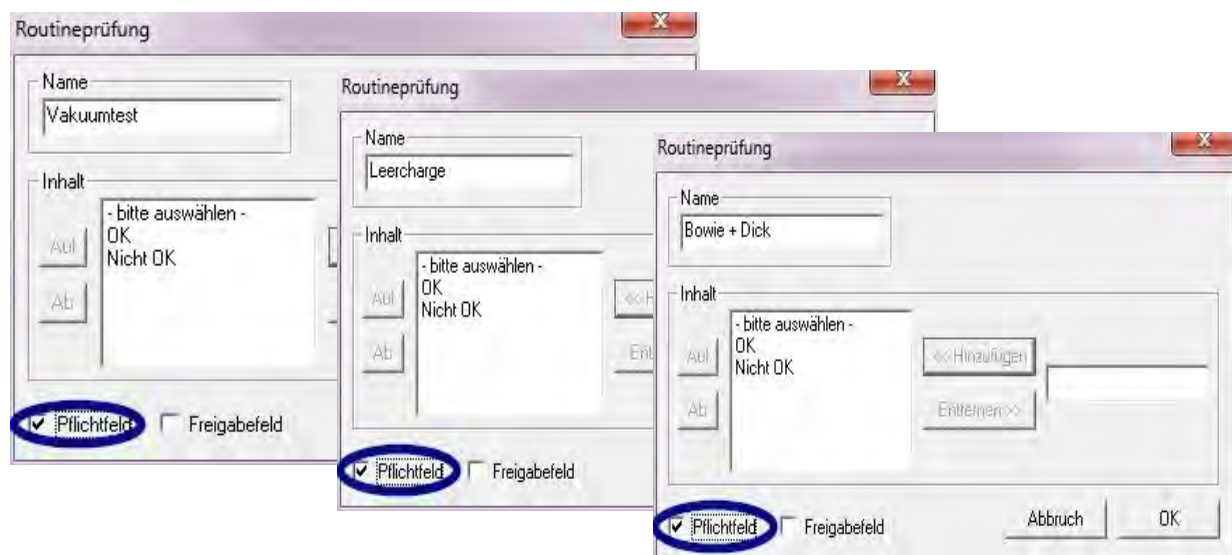 Routineprüfung
Name
Vakuumtest
Inhalt
- bitte auswählen -
Auf
OK
Nicht OK
Ab
Pflichtfeld
Freigabefeld
Routineprüfung
Name
Leercharge
Inhalt
- bitte auswählen -
Auf
OK
Nicht OK
<< H
Ab
Ent
Pflichtfeld
Freigabefeld
Routineprüfung
Name
Bowie + Dick
Inhalt
- bitte auswählen -
Auf
OK
Nicht OK
<< Hinzufügen
Ab
Entfernen >>
Pflichtfeld
Freigabefeld
Abbruch
OK